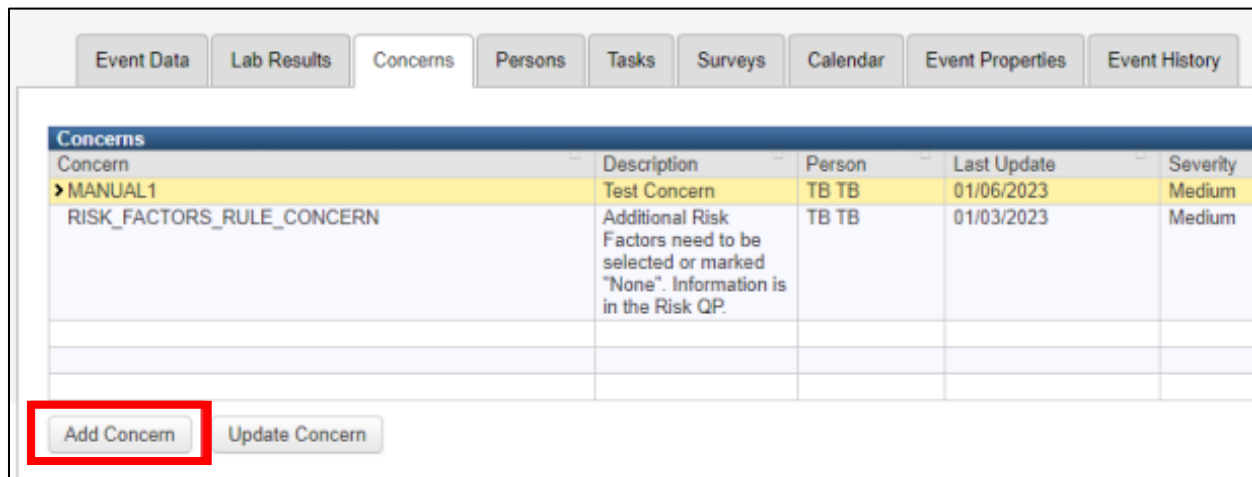 Event Data Lab Results Concerns Persons Tasks Surveys Calendar Event Properties Event History
Concerns
Concern Description Person Last Update Severity
MANUAL1 Test Concern TB TB 01/06/2023 Medium
RISK_FACTORS_RULE_CONCERN Additional Risk TB TB 01/03/2023 Medium
Factors need to be
selected or marked
"None". Information is
in the Risk QP.
Add Concern Update Concern